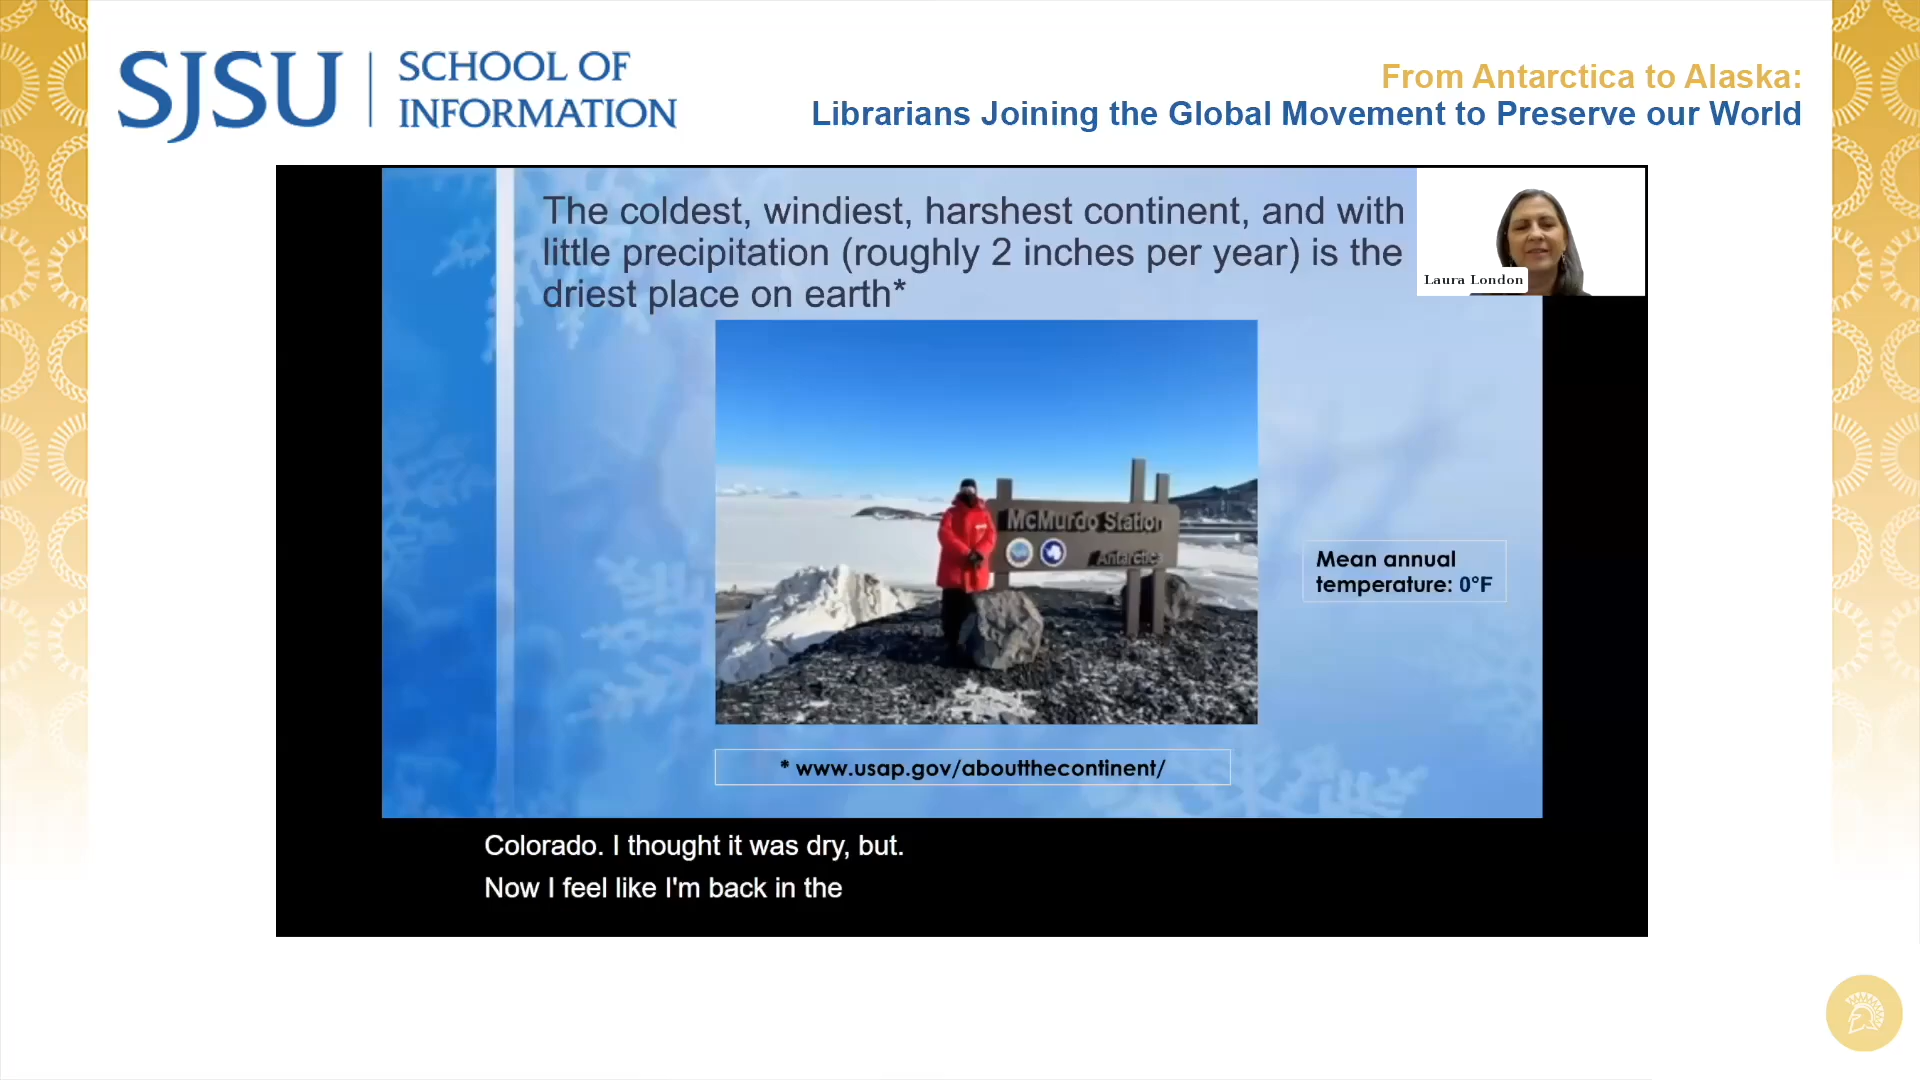 SJSU
SCHOOL OF
INFORMATION
From Antarctica to Alaska:
Librarians Joining the Global Movement to Preserve our World
The coldest, windiest, harshest continent, and with
little precipitation (roughly 2 inches per year) is the
driest place on earth*
Laura London
McMurdo Station
Antarctica
Mean annual
temperature: 0°F
* www.usap.gov/aboutthecontinent/
Colorado. I thought it was dry, but.
Now I feel like I'm back in the